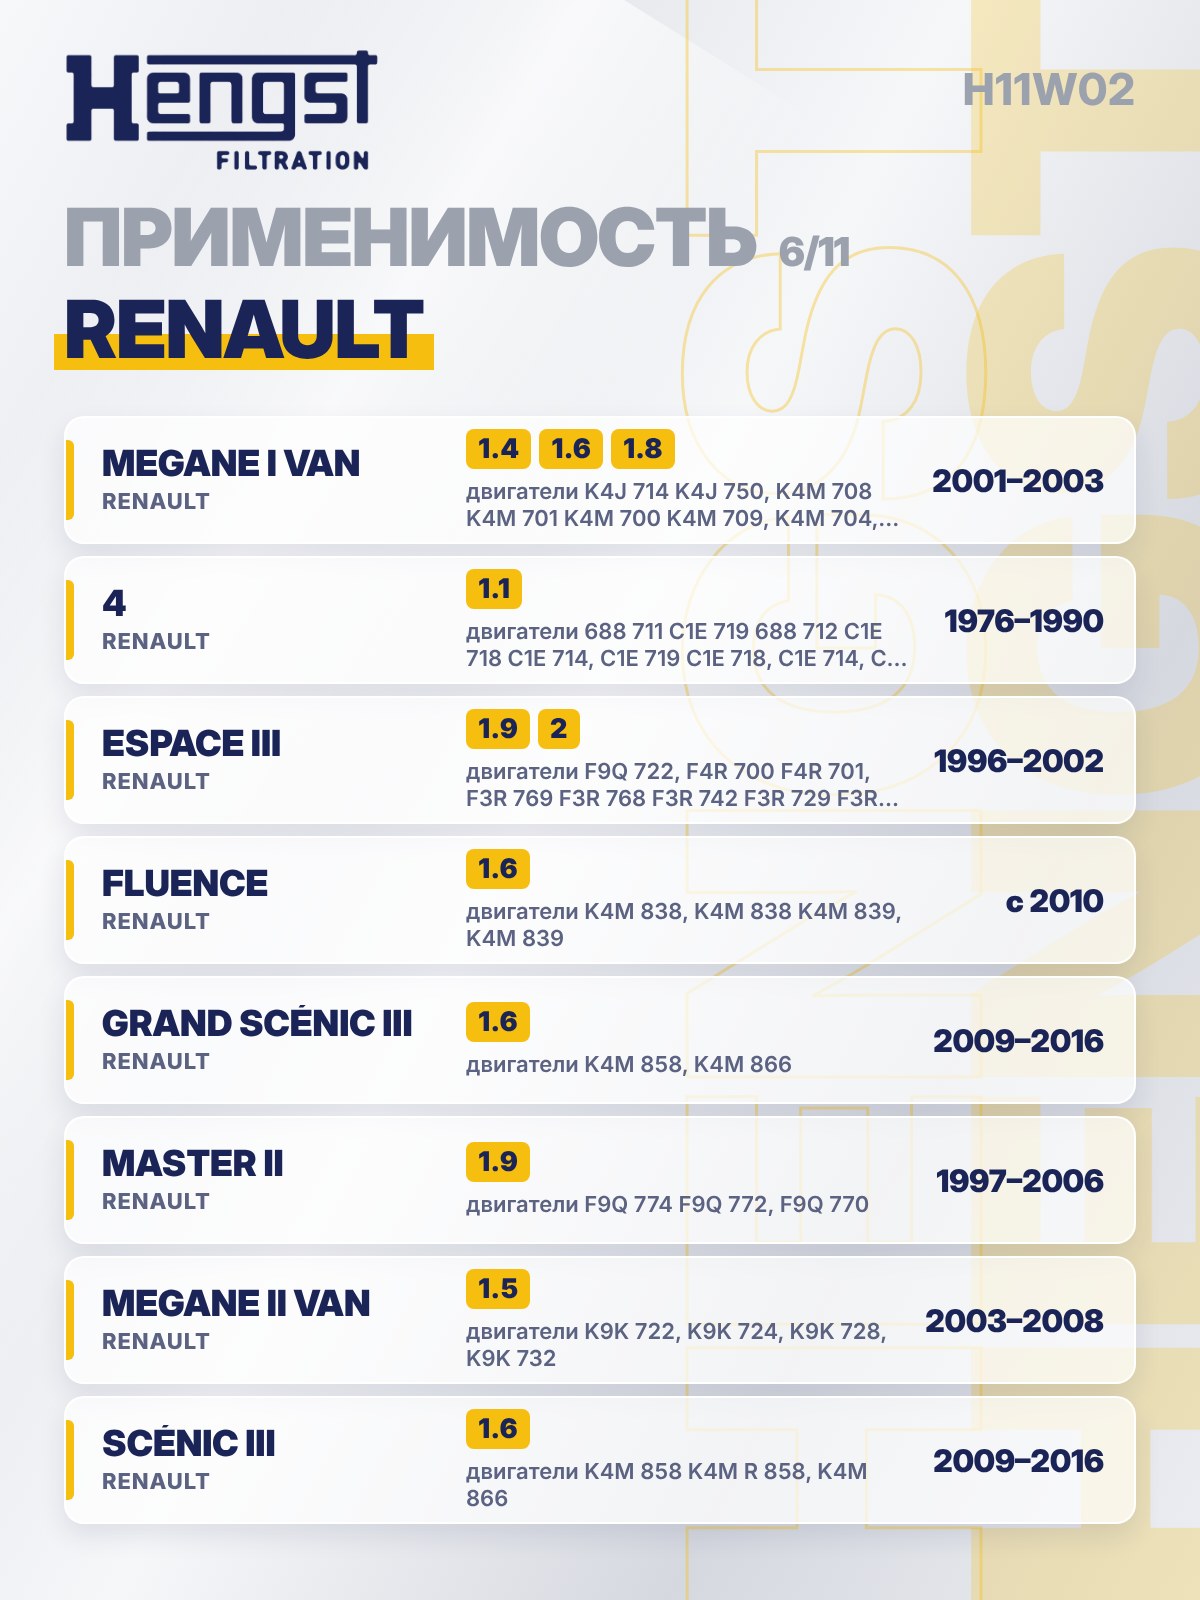 Hengst
FILTRATION
H11W02
ПРИМЕНИМОСТЬ 6/11
RENAULT
MEGANE I VAN
RENAULT
1.4 1.6 1.8
двигатели K4J 714 K4J 750, K4M 708
K4M 701 K4M 700 K4M 709, K4M 704,...
2001–2003
4
RENAULT
1.1
двигатели 688 711 C1E 719 688 712 C1E
718 C1E 714, C1E 719 C1E 718, C1E 714, C...
1976–1990
ESPACE III
RENAULT
1.9 2
двигатели F9Q 722, F4R 700 F4R 701,
F3R 769 F3R 768 F3R 742 F3R 729 F3R...
1996–2002
FLUENCE
RENAULT
1.6
двигатели K4M 838, K4M 838 K4M 839,
K4M 839
с 2010
GRAND SCÉNIC III
RENAULT
1.6
двигатели K4M 858, K4M 866
2009–2016
MASTER II
RENAULT
1.9
двигатели F9Q 774 F9Q 772, F9Q 770
1997–2006
MEGANE II VAN
RENAULT
1.5
двигатели K9K 722, K9K 724, K9K 728,
K9K 732
2003–2008
SCÉNIC III
RENAULT
1.6
двигатели K4M 858 K4M R 858, K4M
866
2009–2016
HENGST
HENGST